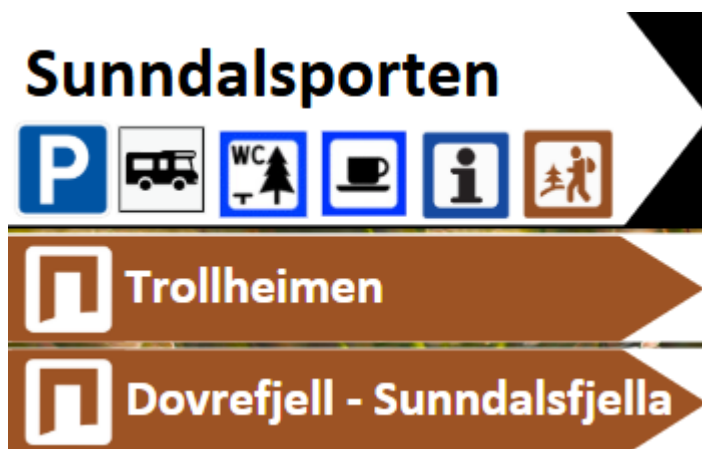 Sunndalsporten
P
WC
i
Trollheimen
Dovrefjell - Sunndalsfjella